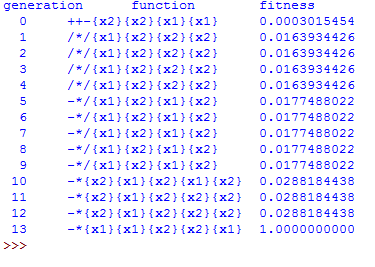 generation function fitness
0 ++-{x2}{x2}{x1}{x1} 0.0003015454
1 /*/{x1}{x2}{x2}{x2} 0.0163934426
2 /*/{x1}{x2}{x2}{x2} 0.0163934426
3 /*/{x1}{x2}{x2}{x2} 0.0163934426
4 /*/{x1}{x2}{x2}{x2} 0.0163934426
5 -*/{x1}{x2}{x1}{x2} 0.0177488022
6 -*/{x1}{x2}{x1}{x2} 0.0177488022
7 -*/{x1}{x2}{x1}{x2} 0.0177488022
8 -*/{x1}{x2}{x1}{x2} 0.0177488022
9 -*/{x1}{x2}{x1}{x2} 0.0177488022
10 -*{x2}{x1}{x2}{x1}{x2} 0.0288184438
11 -*{x2}{x1}{x2}{x1}{x2} 0.0288184438
12 -*{x2}{x1}{x2}{x1}{x2} 0.0288184438
13 -*{x1}{x1}{x2}{x2}{x1} 1.0000000000
>>>